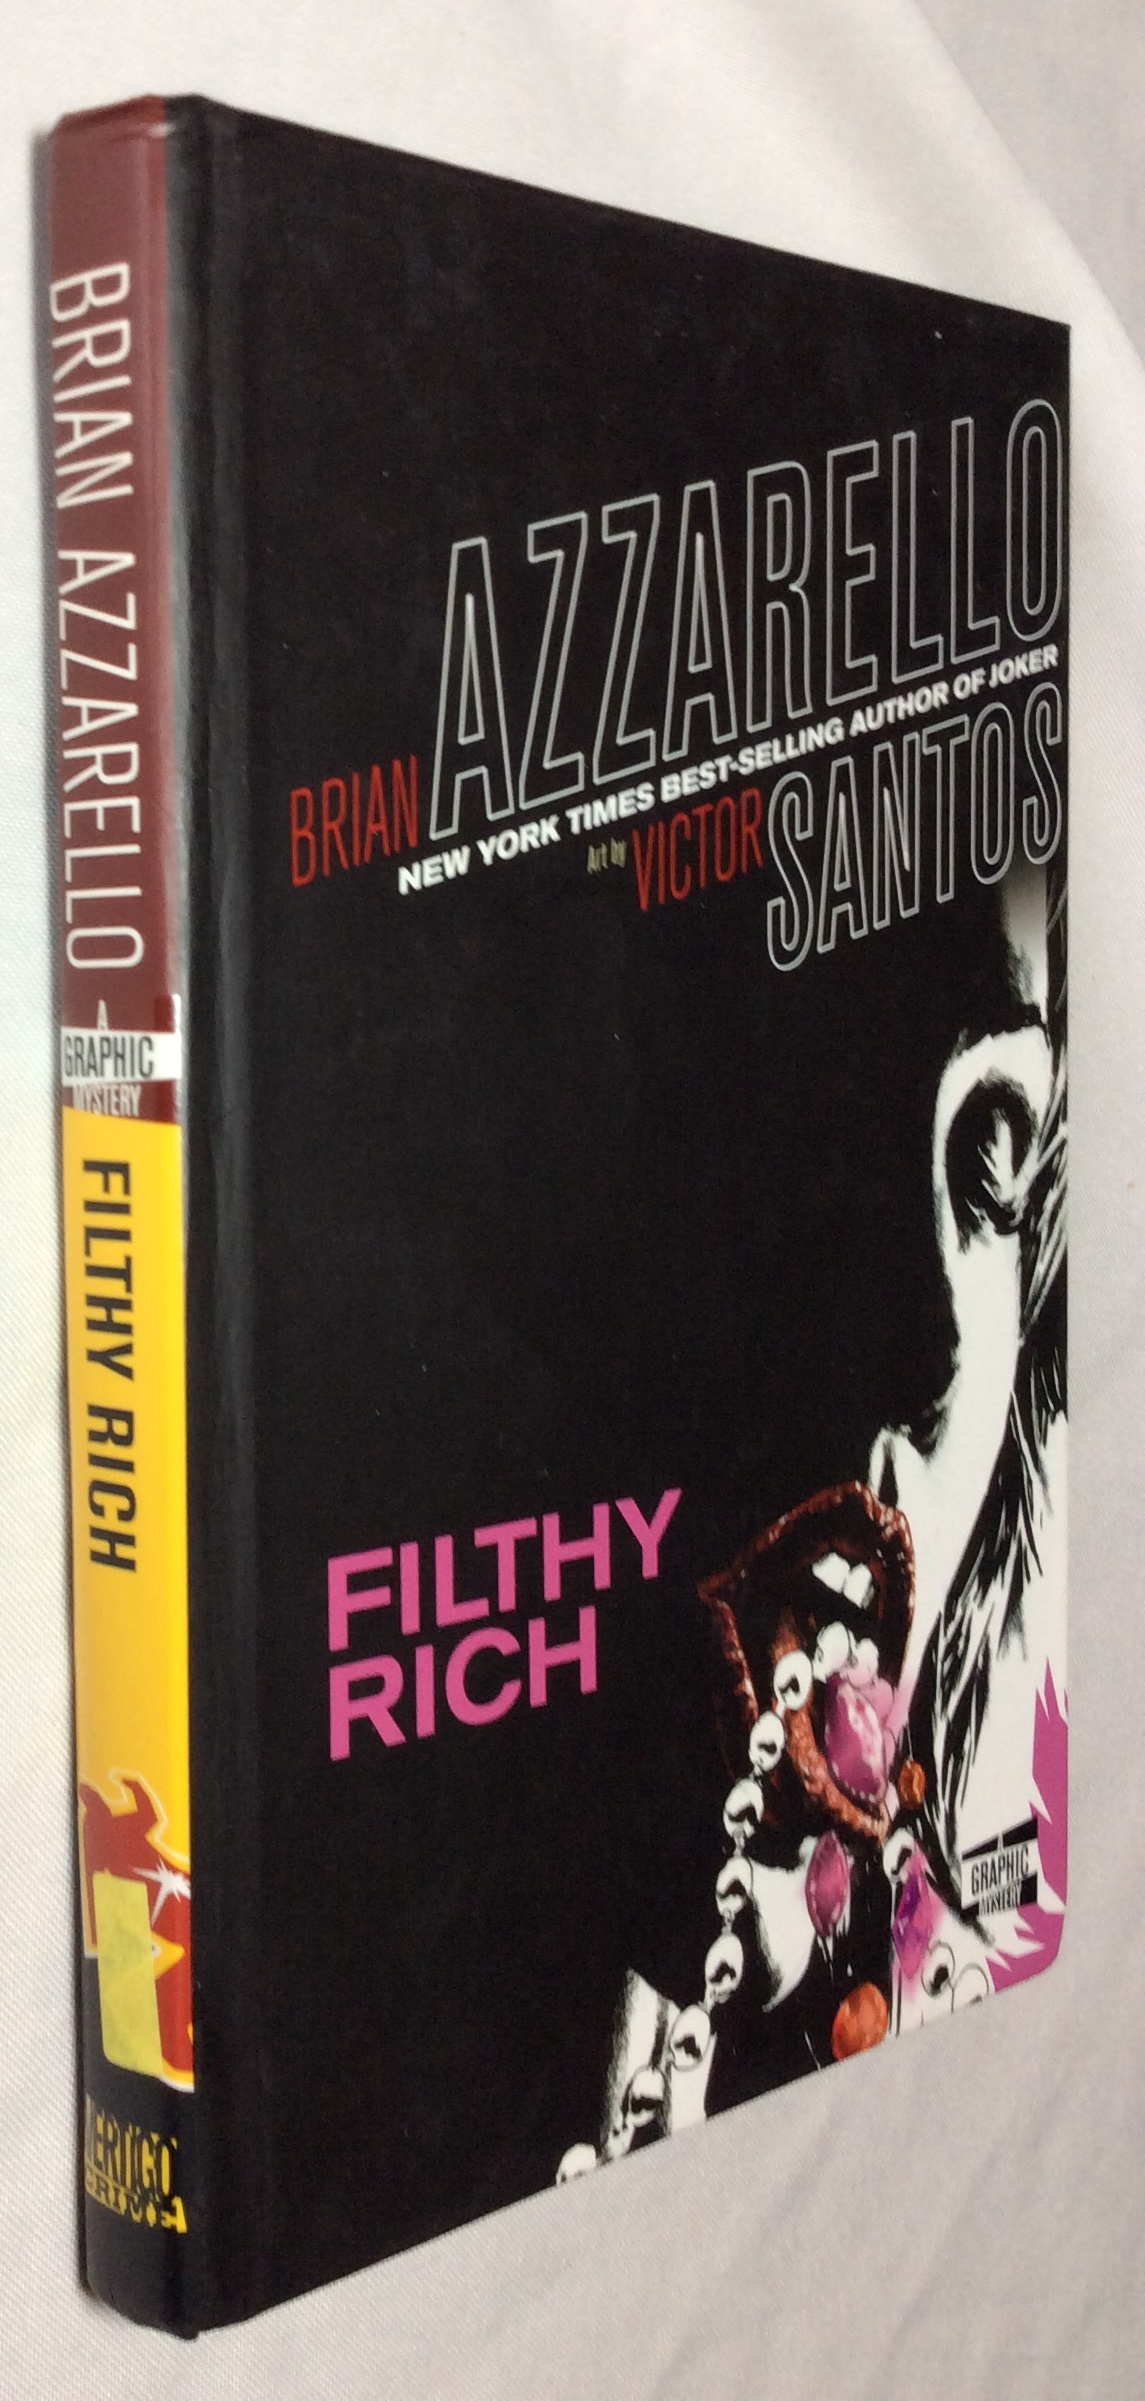 BRIAN AZZARELLO
A
GRAPHIC
MYSTERY
FILTHY RICH
VERTIGO
CRIME
BRIAN AZZARELLO
NEW YORK TIMES BEST-SELLING AUTHOR OF JOKER
Art by VICTOR SANTOS
FILTHY
RICH
A
GRAPHIC
MYSTERY